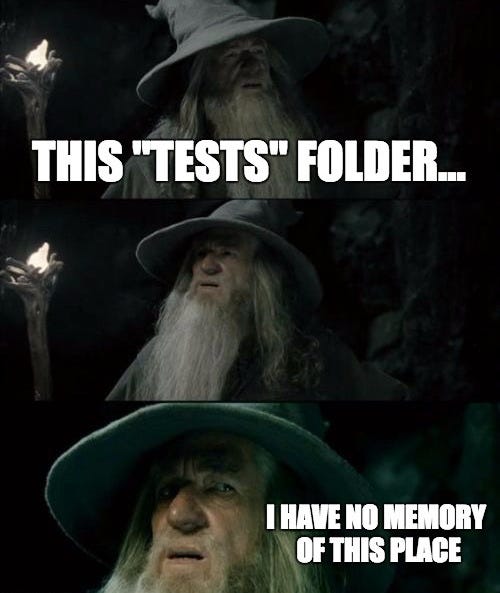 THIS "TESTS" FOLDER...
I HAVE NO MEMORY
OF THIS PLACE